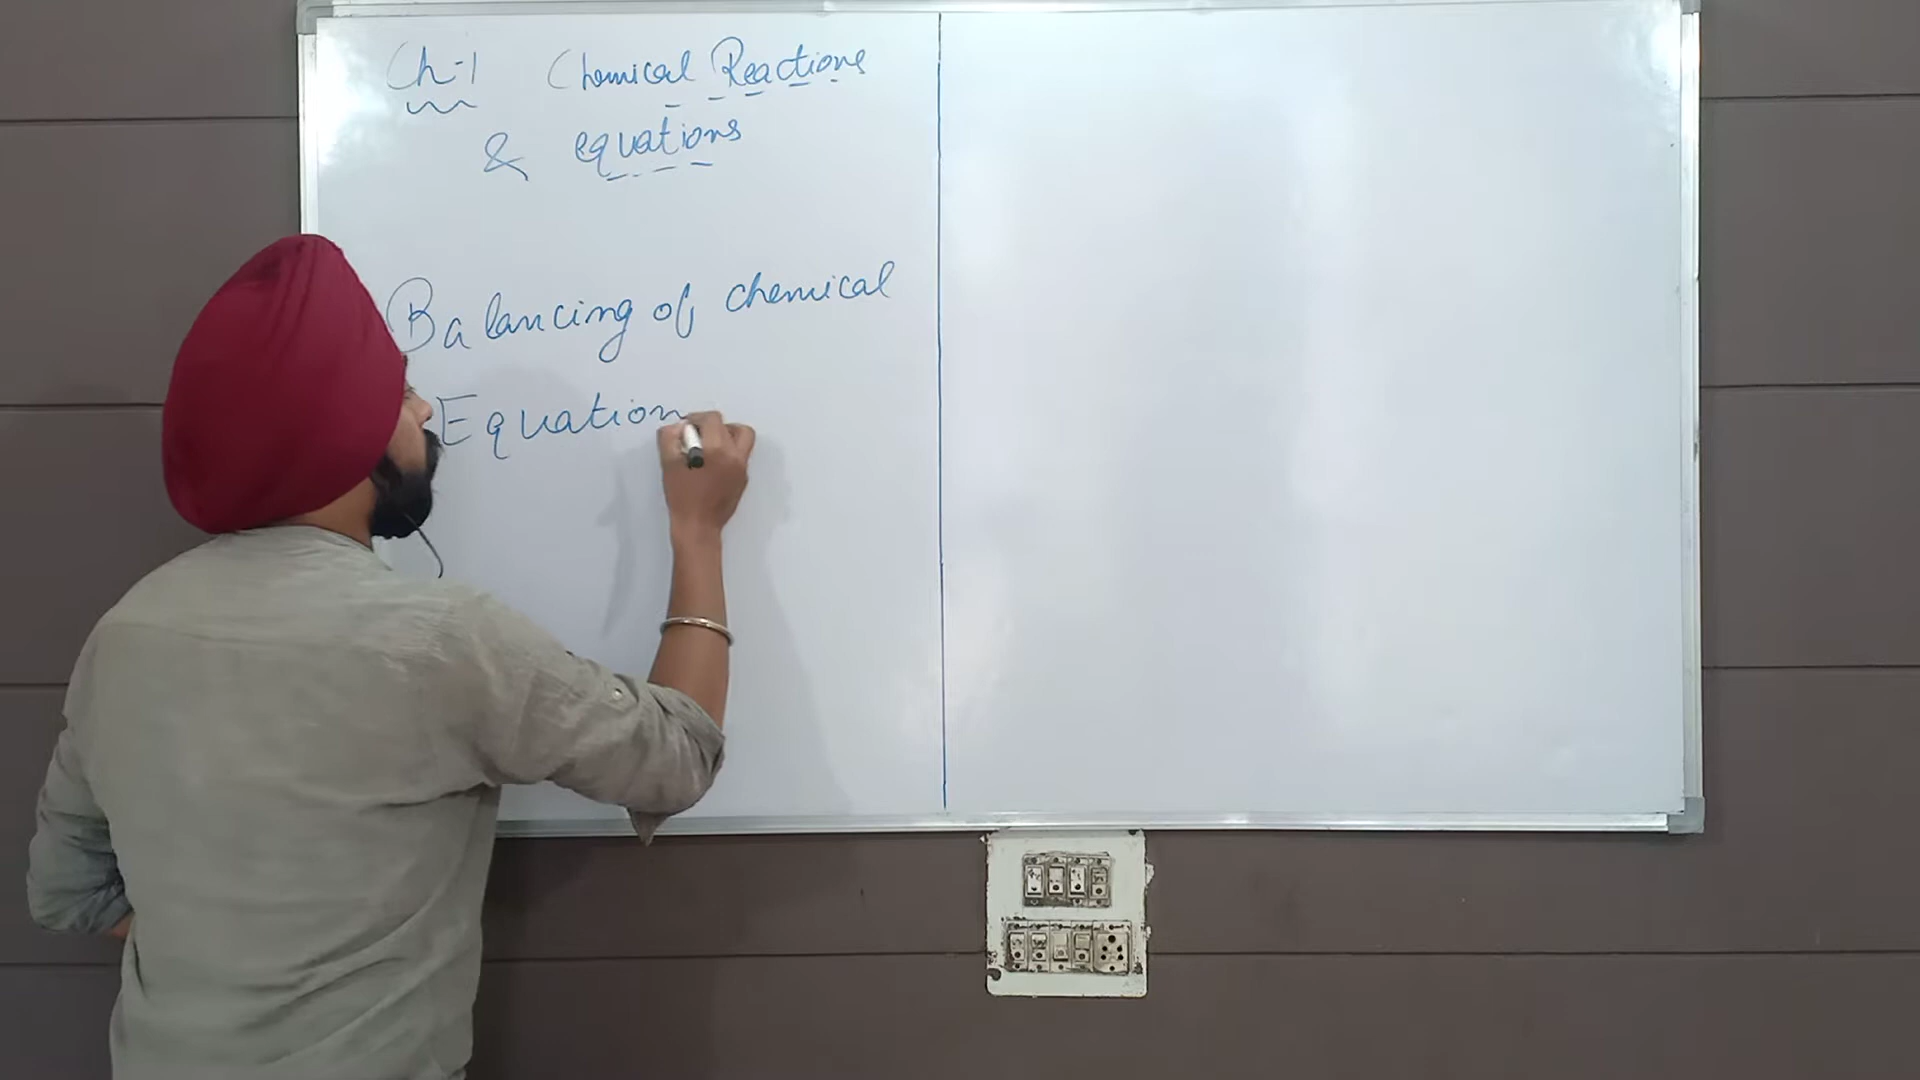 Ch-1 Chemical Reactions
& equations
Balancing of chemical
Equation